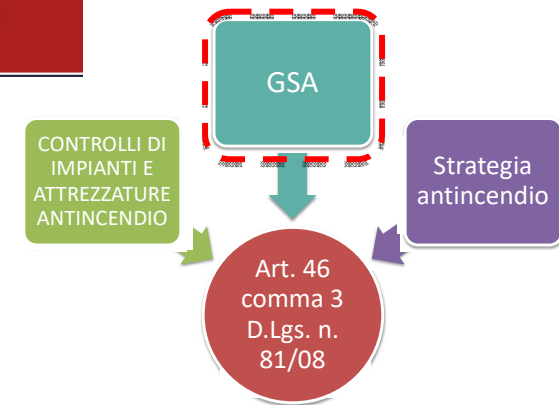 GSA
CONTROLLI DI
IMPIANTI E
ATTREZZATURE
ANTINCENDIO
Strategia
antincendio
Art. 46
comma 3
D.Lgs. n.
81/08